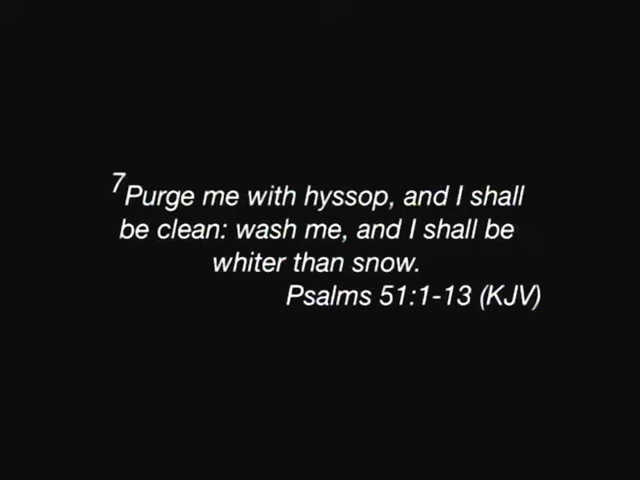 7Purge me with hyssop, and I shall
be clean: wash me, and I shall be
whiter than snow.
Psalms 51:1-13 (KJV)